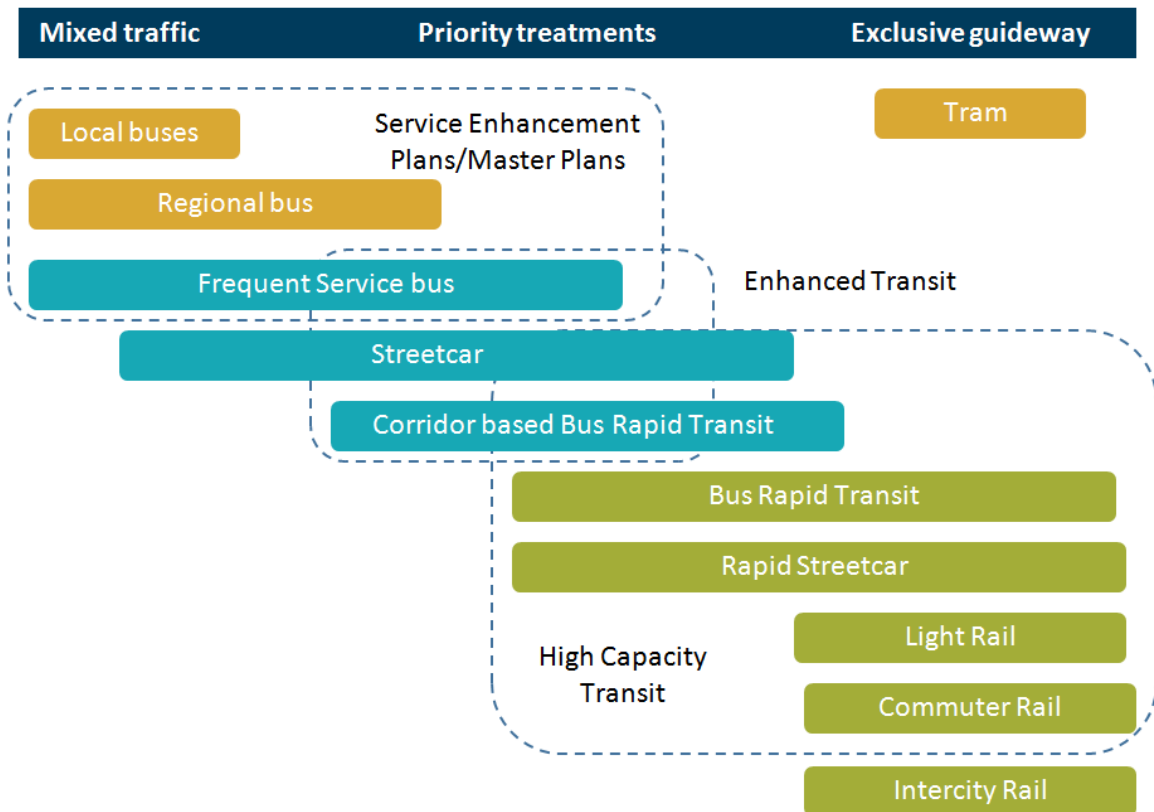 Mixed traffic
Priority treatments
Exclusive guideway
Local buses
Service Enhancement
Plans/Master Plans
Tram
Regional bus
Frequent Service bus
Enhanced Transit
Streetcar
Corridor based Bus Rapid Transit
Bus Rapid Transit
Rapid Streetcar
Light Rail
High Capacity
Transit
Commuter Rail
Intercity Rail